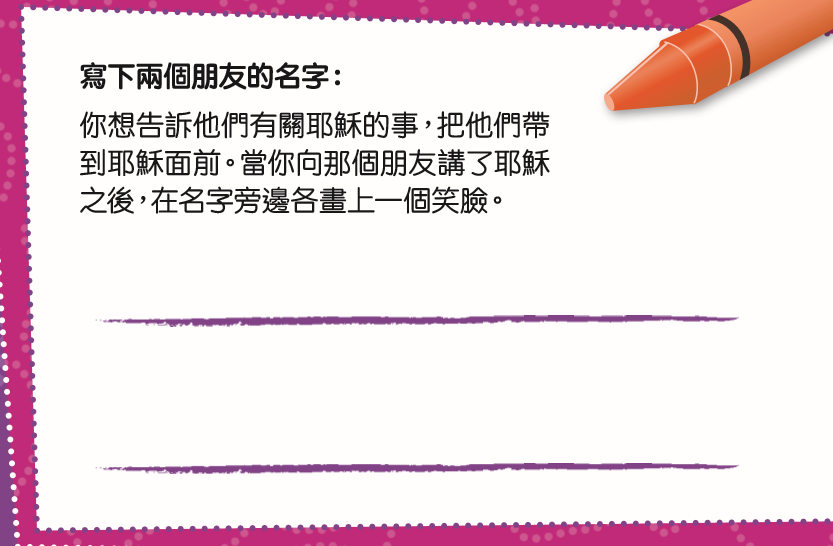 寫下兩個朋友的名字：
你想告訴他們有關耶穌的事，把他們帶
到耶穌面前。當你向那個朋友講了耶穌
之後，在名字旁邊各畫上一個笑臉。